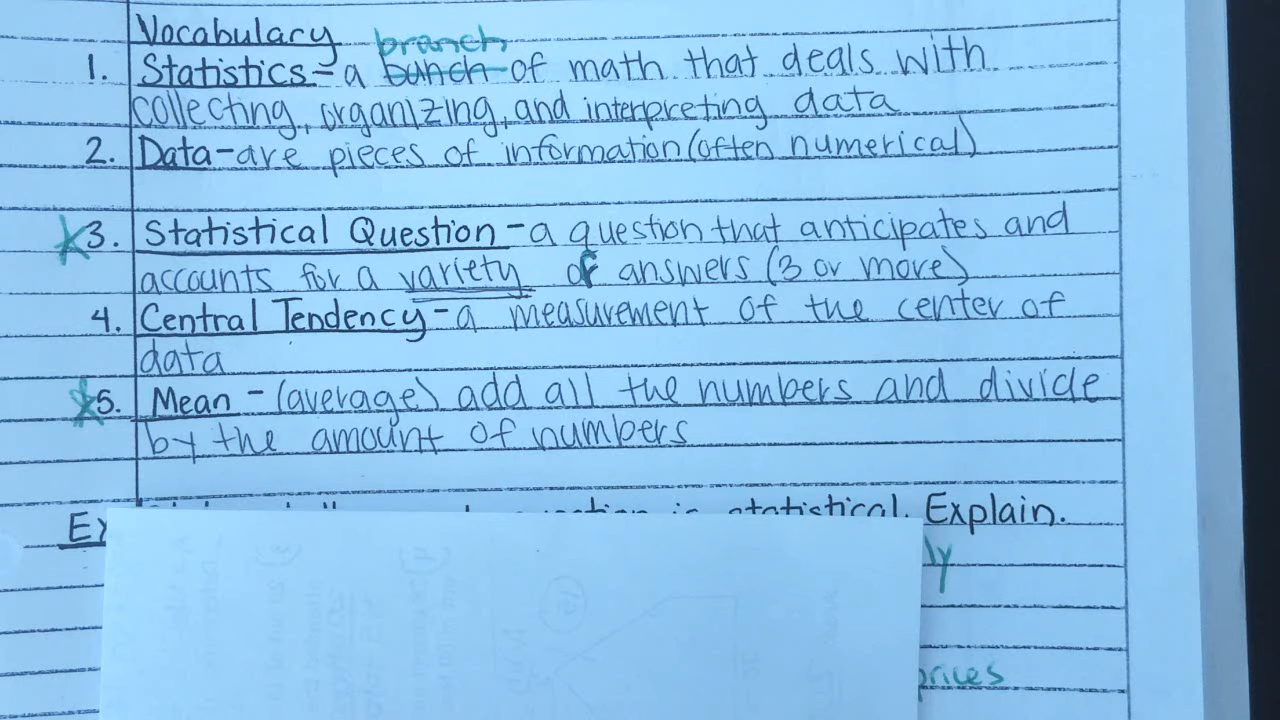 Vocabulary
branch
1. Statistics - a bunch of math that deals with
collecting, organizing, and interpreting data
2. Data - are pieces of information (often numerical)
3. Statistical Question - a question that anticipates and
accounts for a variety of answers (3 or more)
4. Central Tendency - a measurement of the center of
data
5. Mean - (average) add all the numbers and divide
by the amount of numbers
is statistical. Explain.
prices